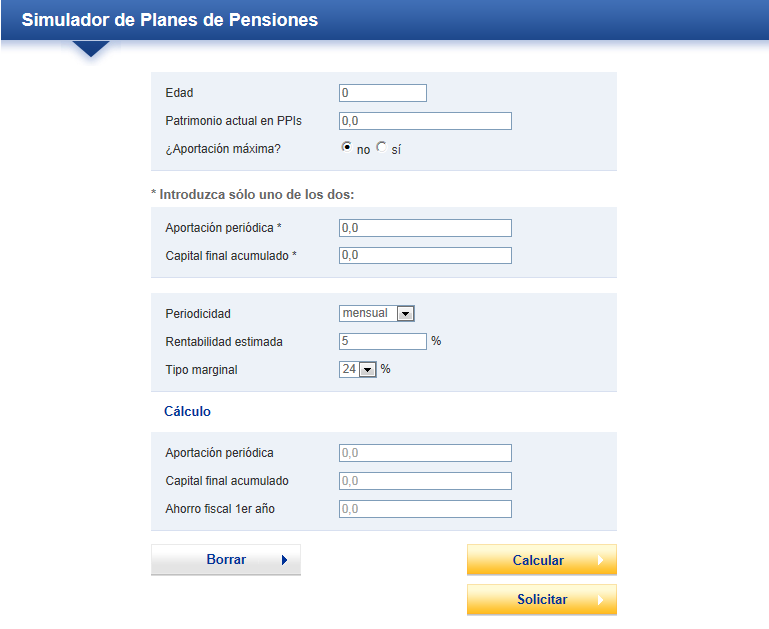 Simulador de Planes de Pensiones
Edad 0
Patrimonio actual en PPIs 0,0
¿Aportación máxima? no sí
* Introduzca sólo uno de los dos:
Aportación periódica * 0,0
Capital final acumulado * 0,0
Periodicidad mensual
Rentabilidad estimada 5 %
Tipo marginal 24 %
Cálculo
Aportación periódica 0,0
Capital final acumulado 0,0
Ahorro fiscal 1er año 0,0
Borrar Calcular
Solicitar